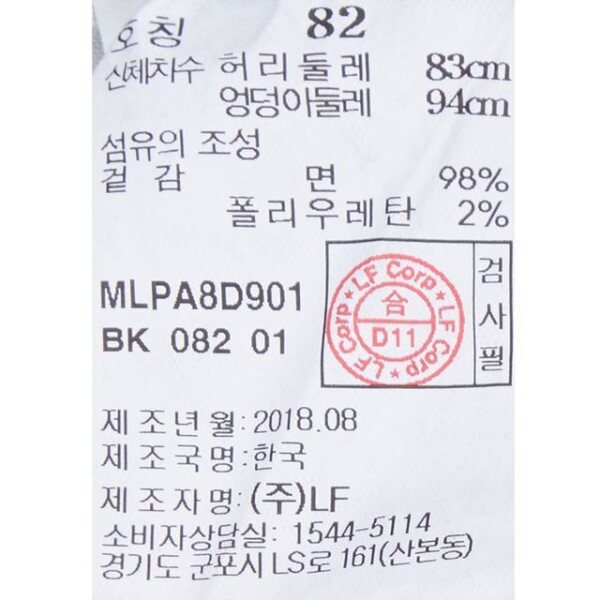 호칭 82
신체치수 허리둘레 83cm
엉덩이둘레 94cm
섬유의 조성
겉감 면 98%
폴리우레탄 2%
MLPA8D901
BK 082 01
LF Corp ★ LF Corp ★ LF Corp ★
合
D11
검사필
제조년월: 2018.08
제조국명: 한국
제조자명: (주)LF
소비자상담실: 1544-5114
경기도 군포시 LS로 161(산본동)